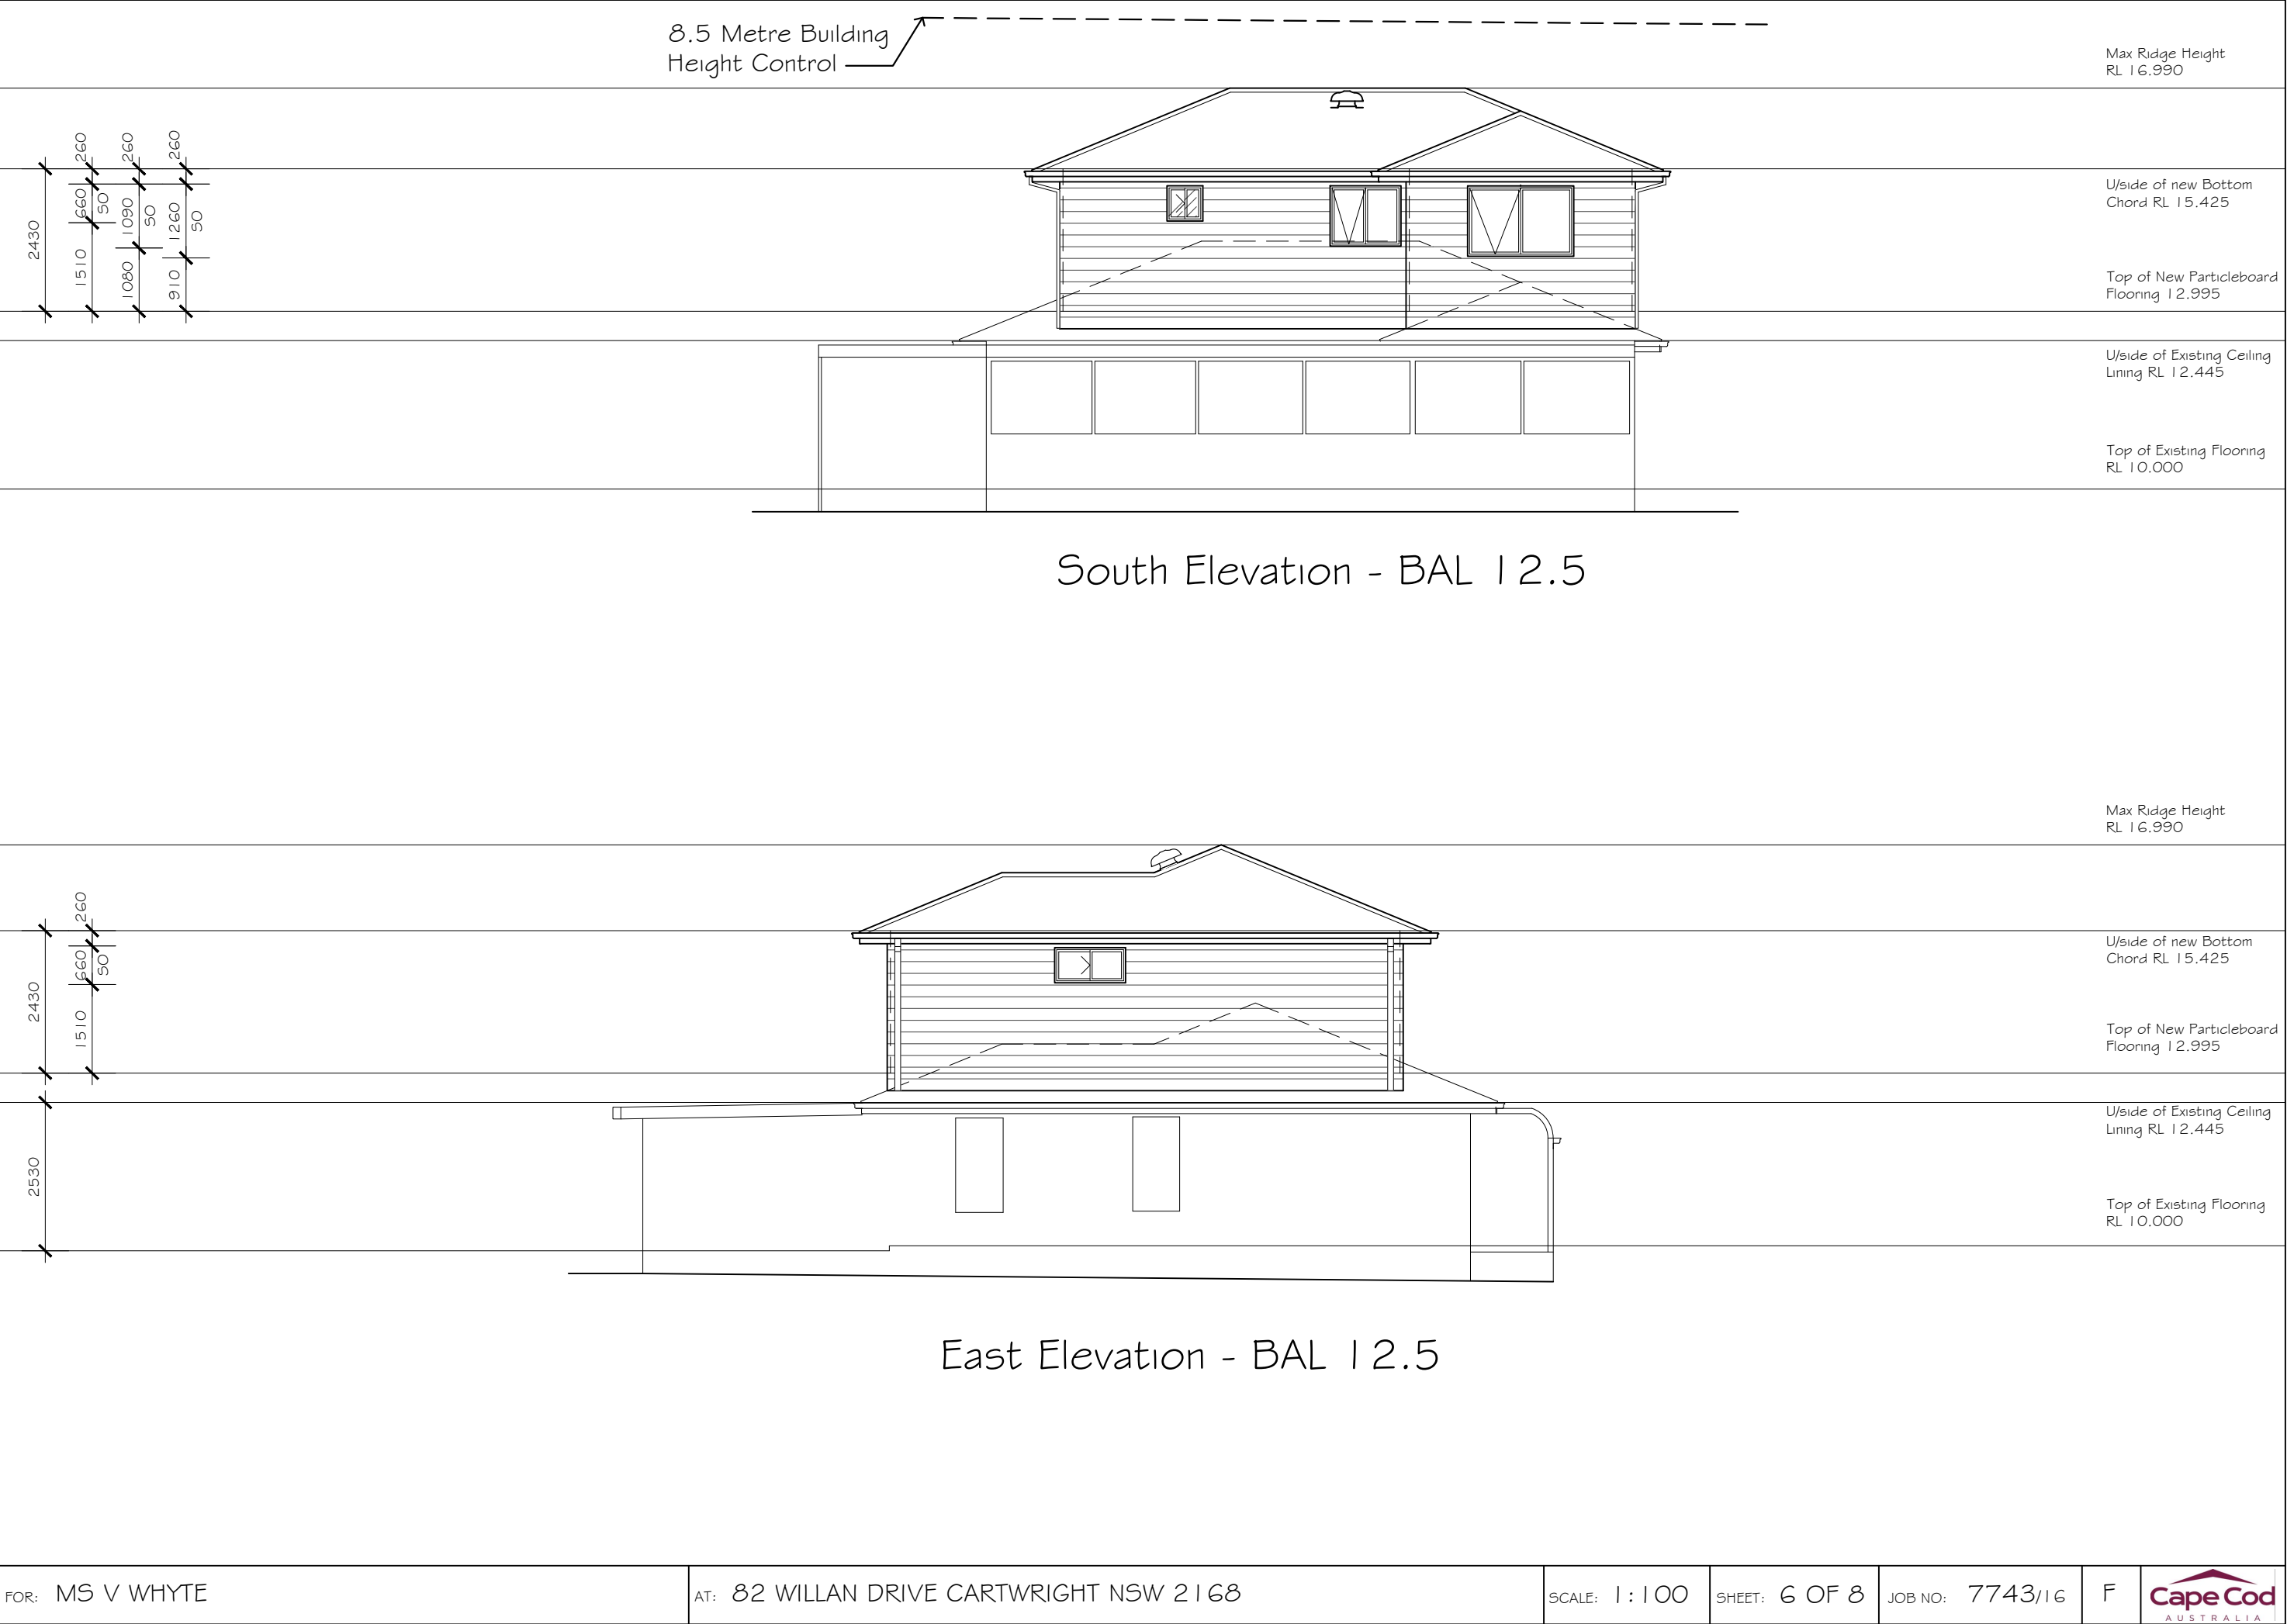 8.5 Metre Building
Height Control
Max Ridge Height
RL 16.990
260
260
260
660
50
1090
50
1260
50
2430
1510
1080
910
U/side of new Bottom
Chord RL 15.425
Top of New Particleboard
Flooring 12.995
U/side of Existing Ceiling
Lining RL 12.445
Top of Existing Flooring
RL 10.000
South Elevation - BAL 12.5
Max Ridge Height
RL 16.990
260
660
50
2430
1510
U/side of new Bottom
Chord RL 15.425
Top of New Particleboard
Flooring 12.995
2530
U/side of Existing Ceiling
Lining RL 12.445
Top of Existing Flooring
RL 10.000
East Elevation - BAL 12.5
FOR: MS V WHYTE
AT: 82 WILLAN DRIVE CARTWRIGHT NSW 2168
SCALE: 1:100
SHEET: 6 OF 8
JOB NO: 7743/16
F
Cape Cod
AUSTRALIA